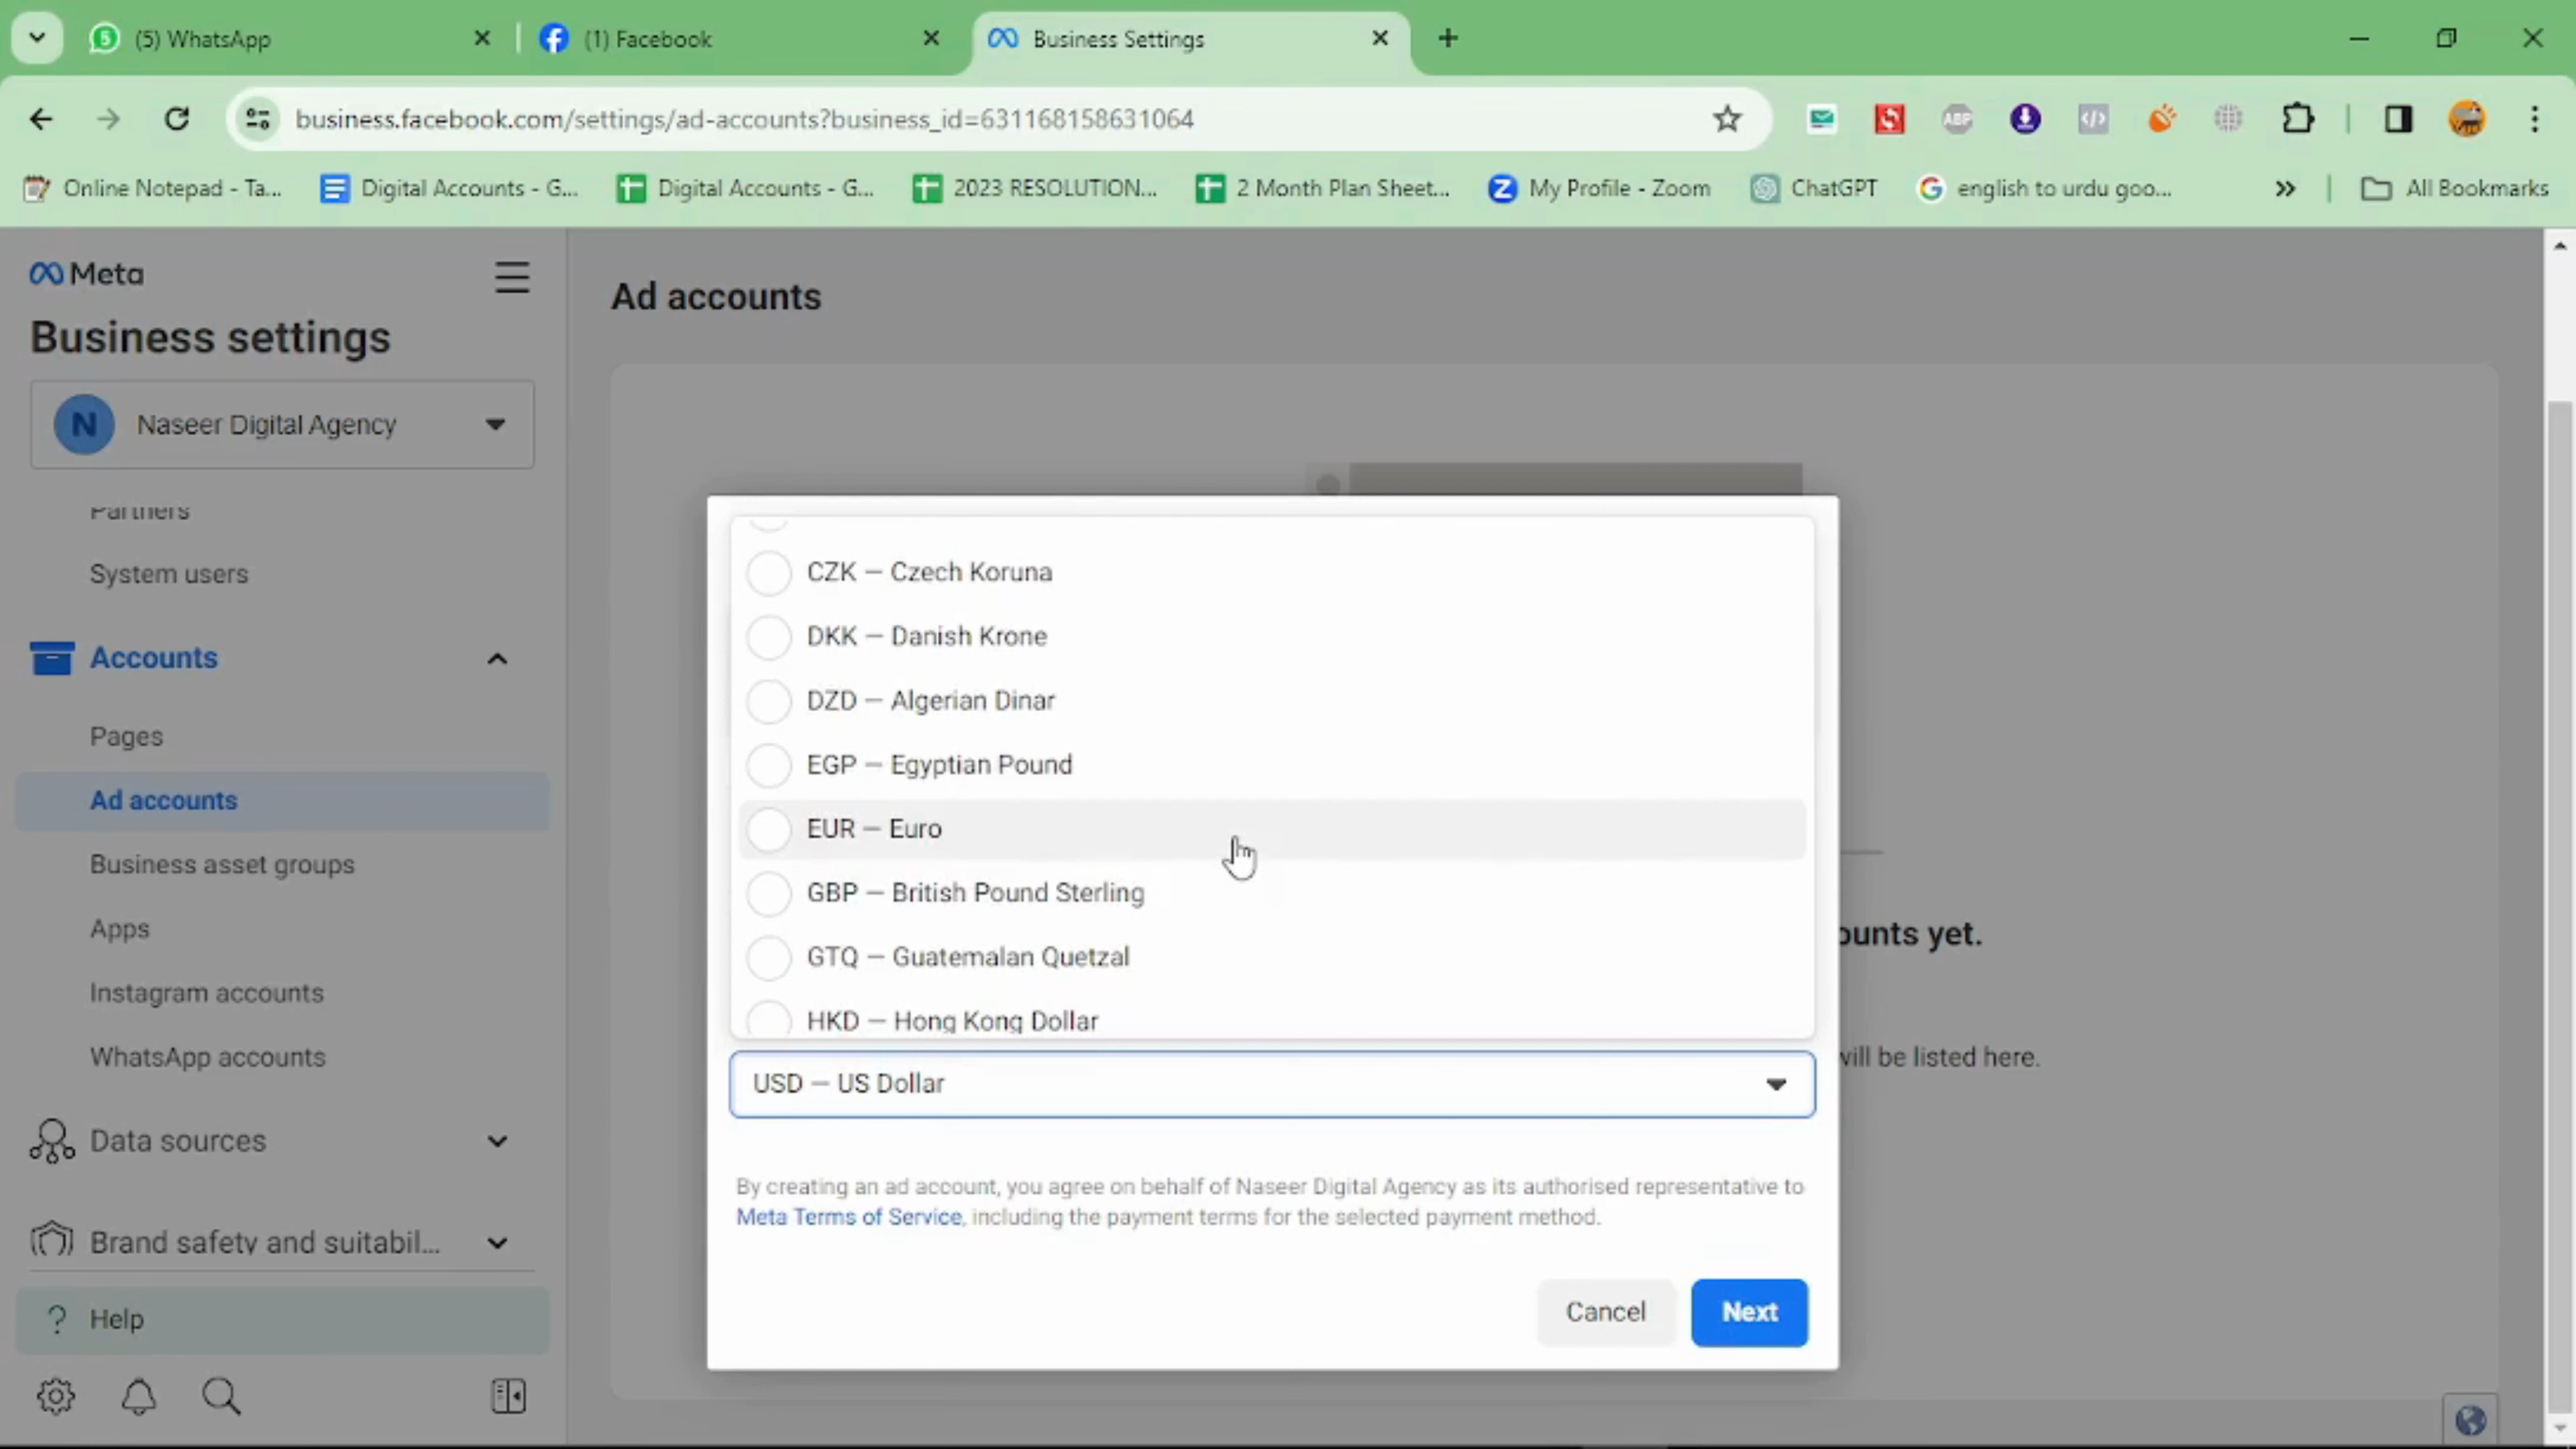 (5) WhatsApp
(1) Facebook
Business Settings
business.facebook.com/settings/ad-accounts?business_id=631168158631064
ABP
Online Notepad - Ta...
Digital Accounts - G...
Digital Accounts - G...
2023 RESOLUTION...
2 Month Plan Sheet...
My Profile - Zoom
ChatGPT
english to urdu goo...
All Bookmarks
Meta
Business settings
N
Naseer Digital Agency
Partners
System users
Accounts
Pages
Ad accounts
Business asset groups
Apps
Instagram accounts
WhatsApp accounts
Data sources
Brand safety and suitabil...
Help
Ad accounts
CZK — Czech Koruna
DKK — Danish Krone
DZD — Algerian Dinar
EGP — Egyptian Pound
EUR — Euro
GBP — British Pound Sterling
GTQ — Guatemalan Quetzal
HKD — Hong Kong Dollar
ounts yet.
will be listed here.
USD — US Dollar
By creating an ad account, you agree on behalf of Naseer Digital Agency as its authorised representative to
Meta Terms of Service, including the payment terms for the selected payment method.
Cancel
Next